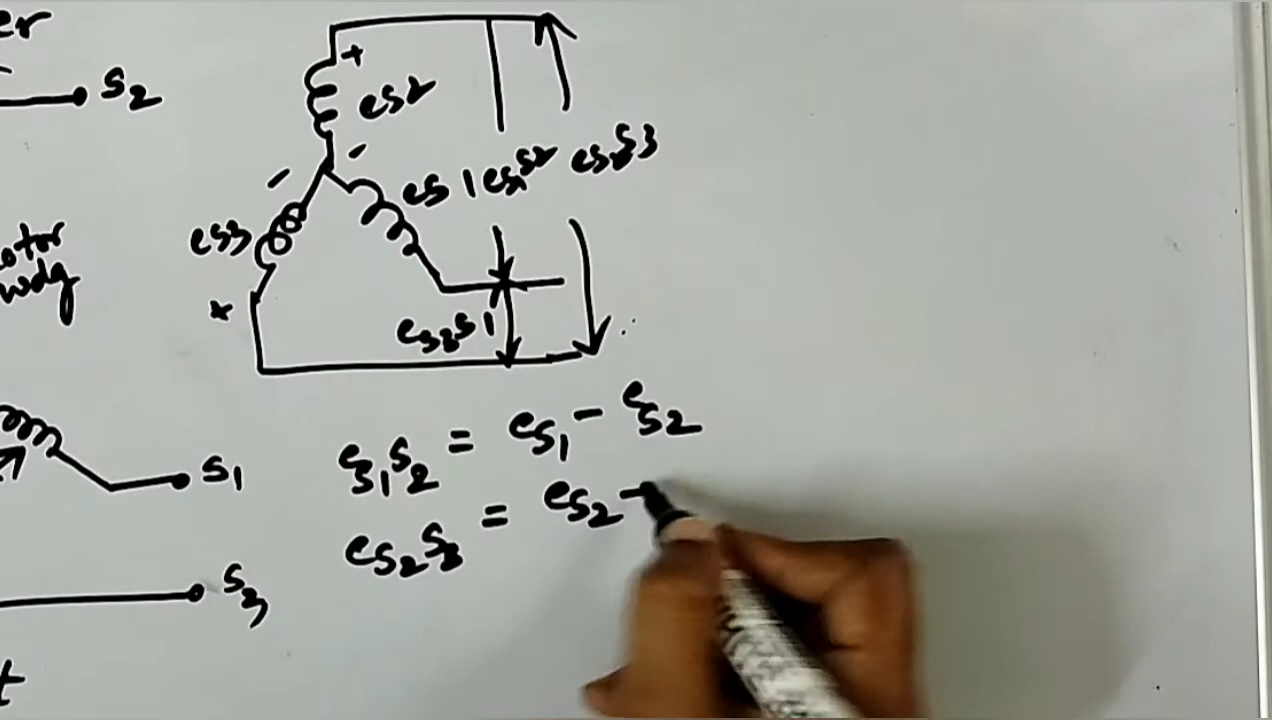 er
S2
+
es2
es1
es1s2
es2s3
es3
otor
wdg
+
es3s1
es1s2 = es1 - es2
S1
es2s3 = es2 -
S3
t